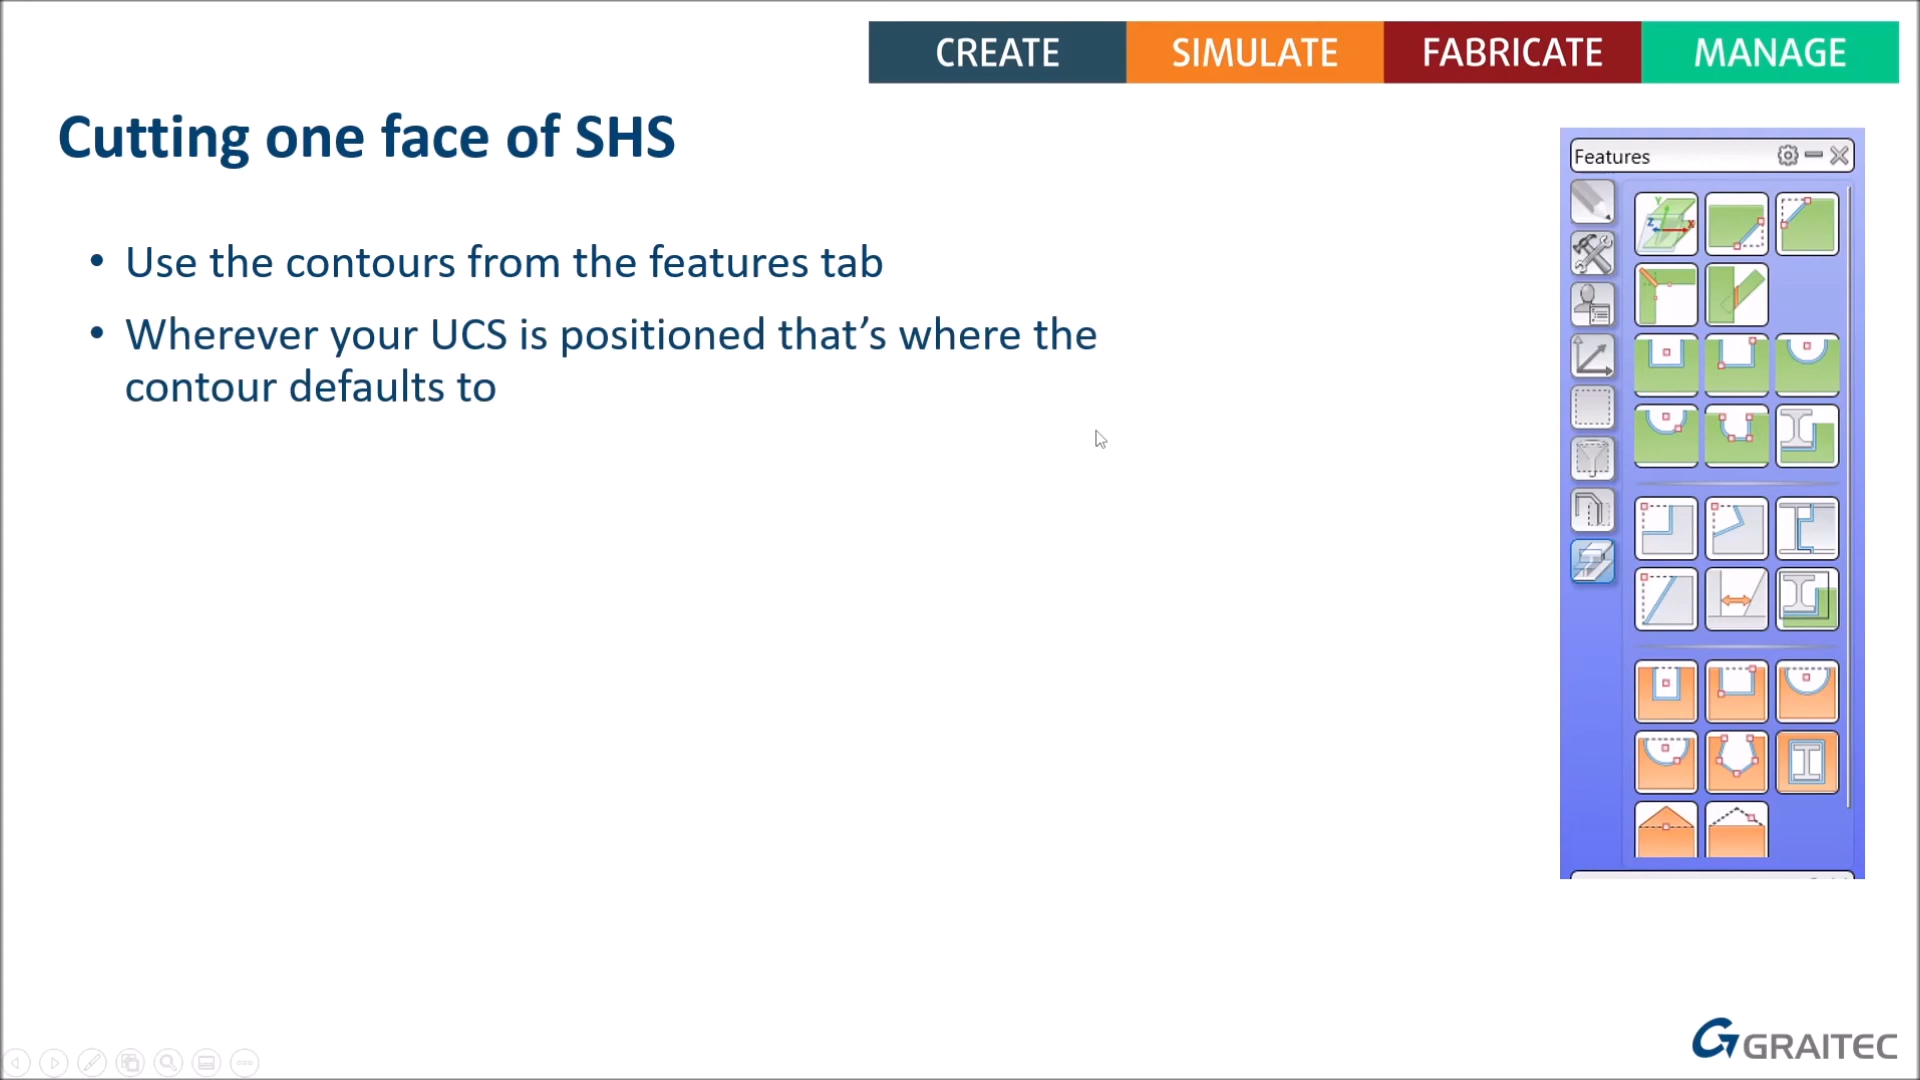 CREATE SIMULATE FABRICATE MANAGE
Cutting one face of SHS
Features
• Use the contours from the features tab
• Wherever your UCS is positioned that’s where the
contour defaults to
GRAITEC